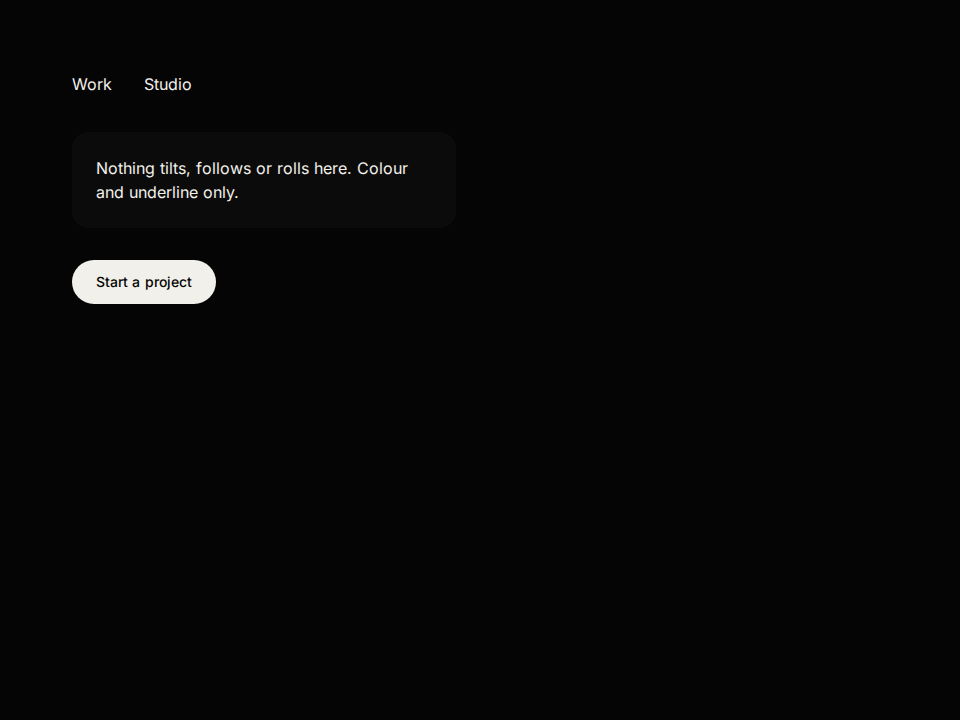 Work Studio
Nothing tilts, follows or rolls here. Colour
and underline only.
Start a project